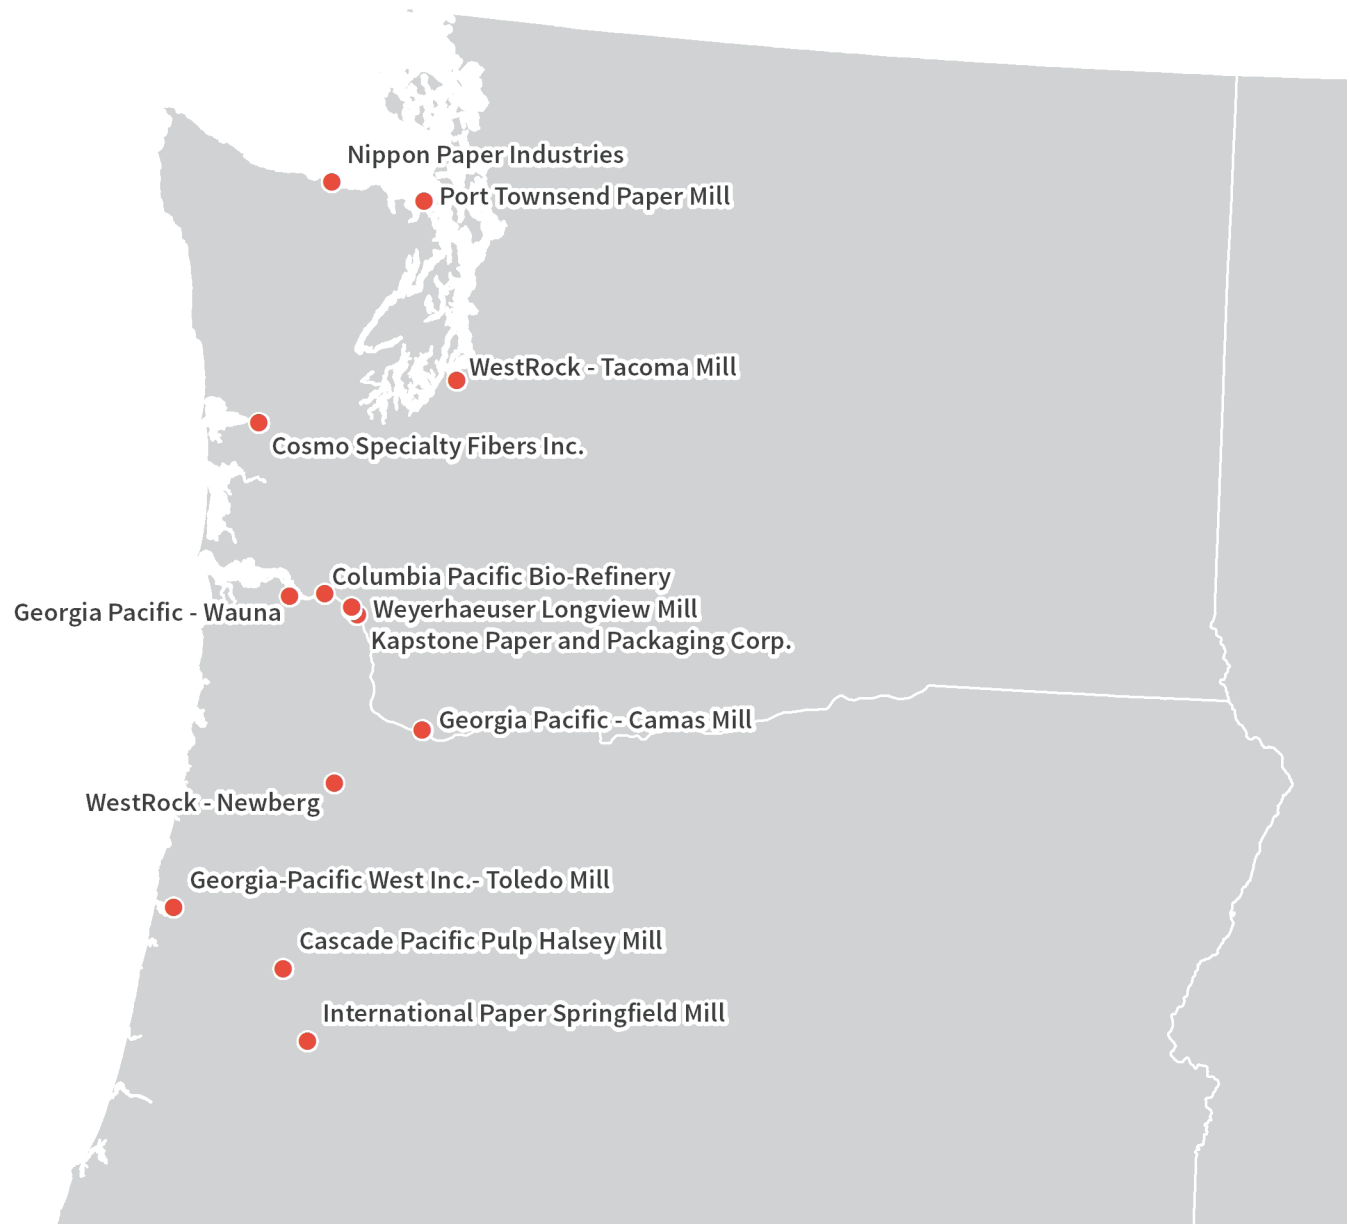 Nippon Paper Industries
Port Townsend Paper Mill
WestRock - Tacoma Mill
Cosmo Specialty Fibers Inc.
Columbia Pacific Bio-Refinery
Georgia Pacific - Wauna
Weyerhaeuser Longview Mill
Kapstone Paper and Packaging Corp.
Georgia Pacific - Camas Mill
WestRock - Newberg
Georgia-Pacific West Inc.- Toledo Mill
Cascade Pacific Pulp Halsey Mill
International Paper Springfield Mill